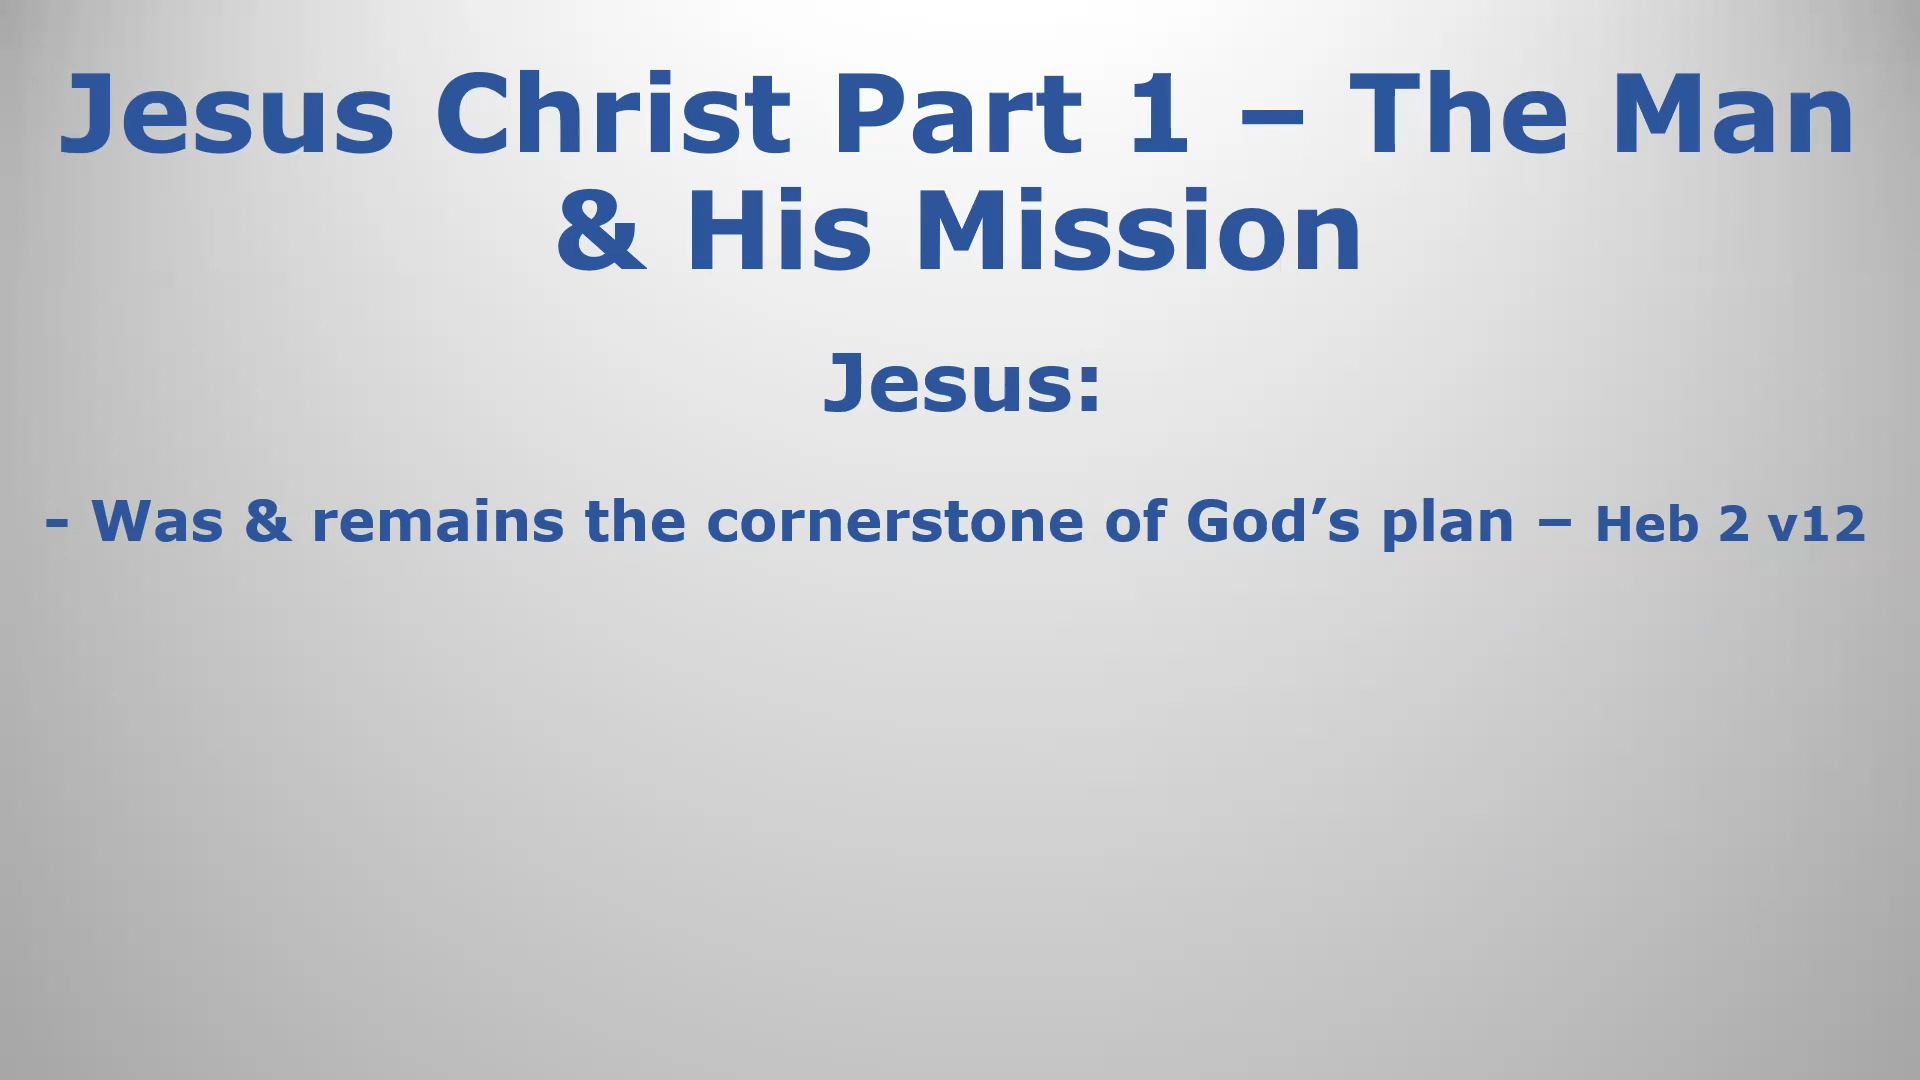 Jesus Christ Part 1 – The Man
& His Mission
Jesus:
- Was & remains the cornerstone of God’s plan – Heb 2 v12